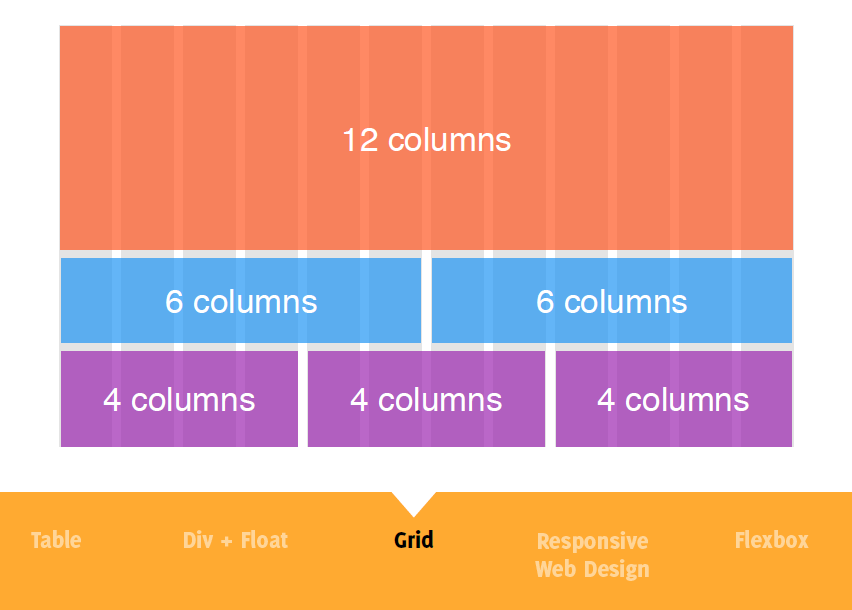 12 columns
6 columns
6 columns
4 columns
4 columns
4 columns
Table
Div + Float
Grid
Responsive
Web Design
Flexbox